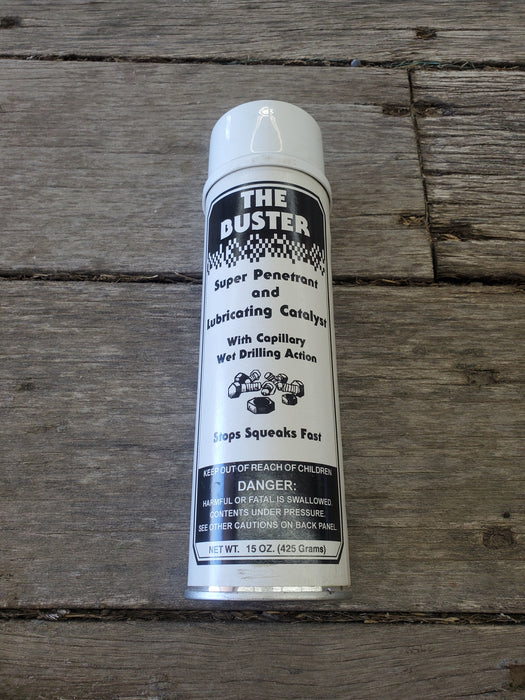 THE
BUSTER
Super Penetrant
and
Lubricating Catalyst
With Capillary
Wet Drilling Action
Stops Squeaks Fast
KEEP OUT OF REACH OF CHILDREN
DANGER:
HARMFUL OR FATAL IS SWALLOWED.
CONTENTS UNDER PRESSURE.
SEE OTHER CAUTIONS ON BACK PANEL.
NET WT. 15 OZ. (425 Grams)